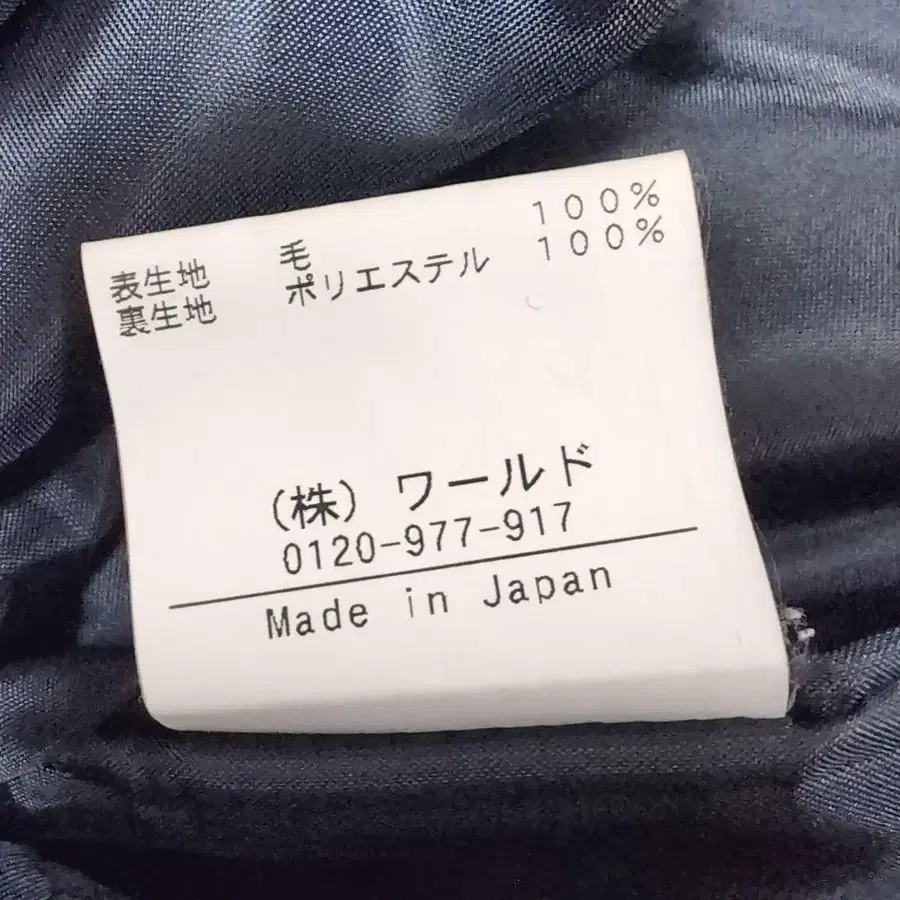 表生地 毛 100%
裏生地 ポリエステル 100%
(株) ワールド
0120-977-917
Made in Japan